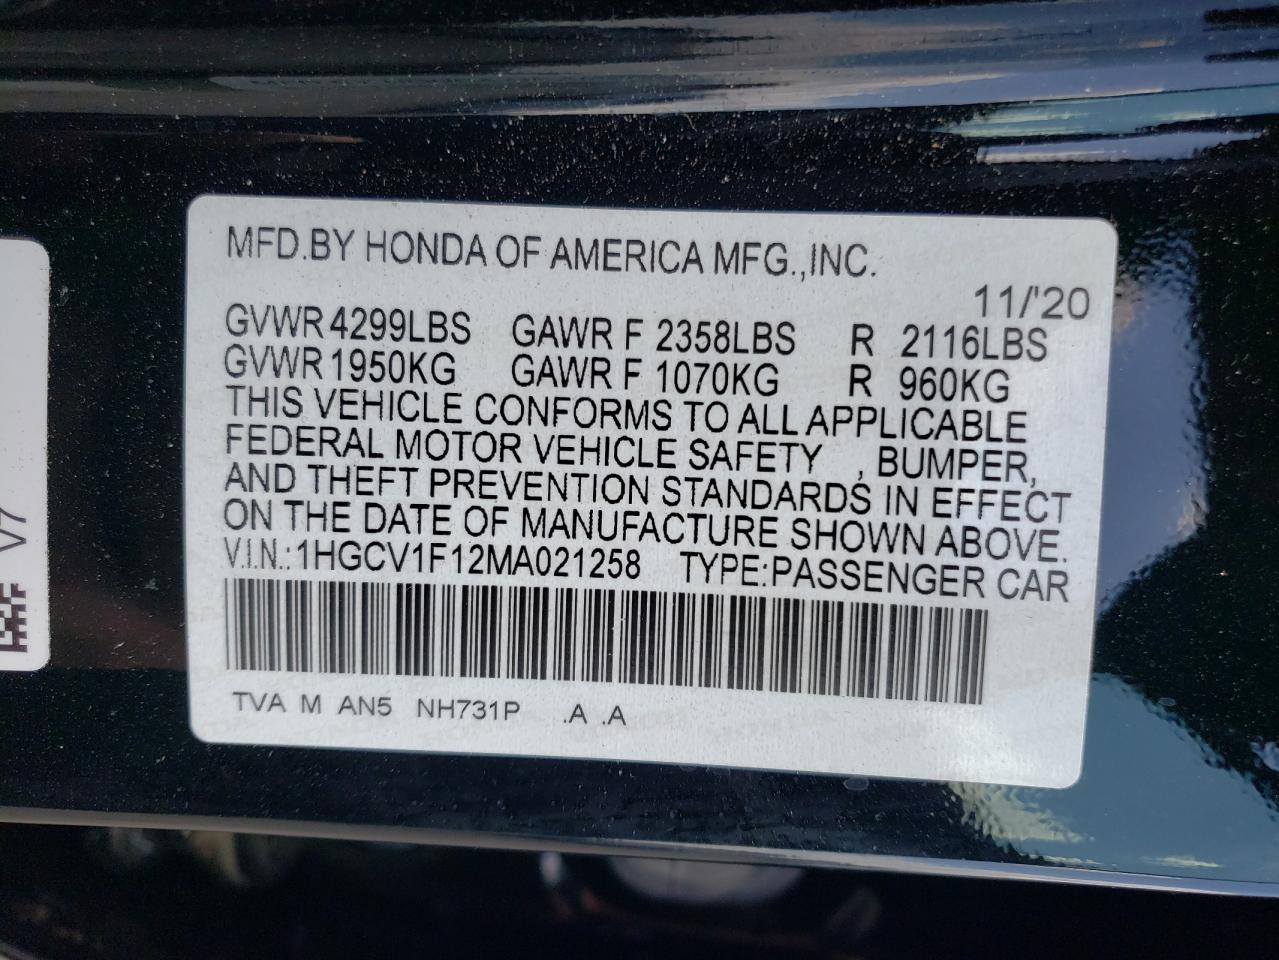 MFD.BY HONDA OF AMERICA MFG.,INC.
11/'20
GVWR 4299LBS GAWR F 2358LBS R 2116LBS
GVWR 1950KG GAWR F 1070KG R 960KG
THIS VEHICLE CONFORMS TO ALL APPLICABLE
FEDERAL MOTOR VEHICLE SAFETY , BUMPER,
AND THEFT PREVENTION STANDARDS IN EFFECT
ON THE DATE OF MANUFACTURE SHOWN ABOVE.
V.I.N.: 1HGCV1F12MA021258 TYPE:PASSENGER CAR
TVA M AN5 NH731P .A .A
V7